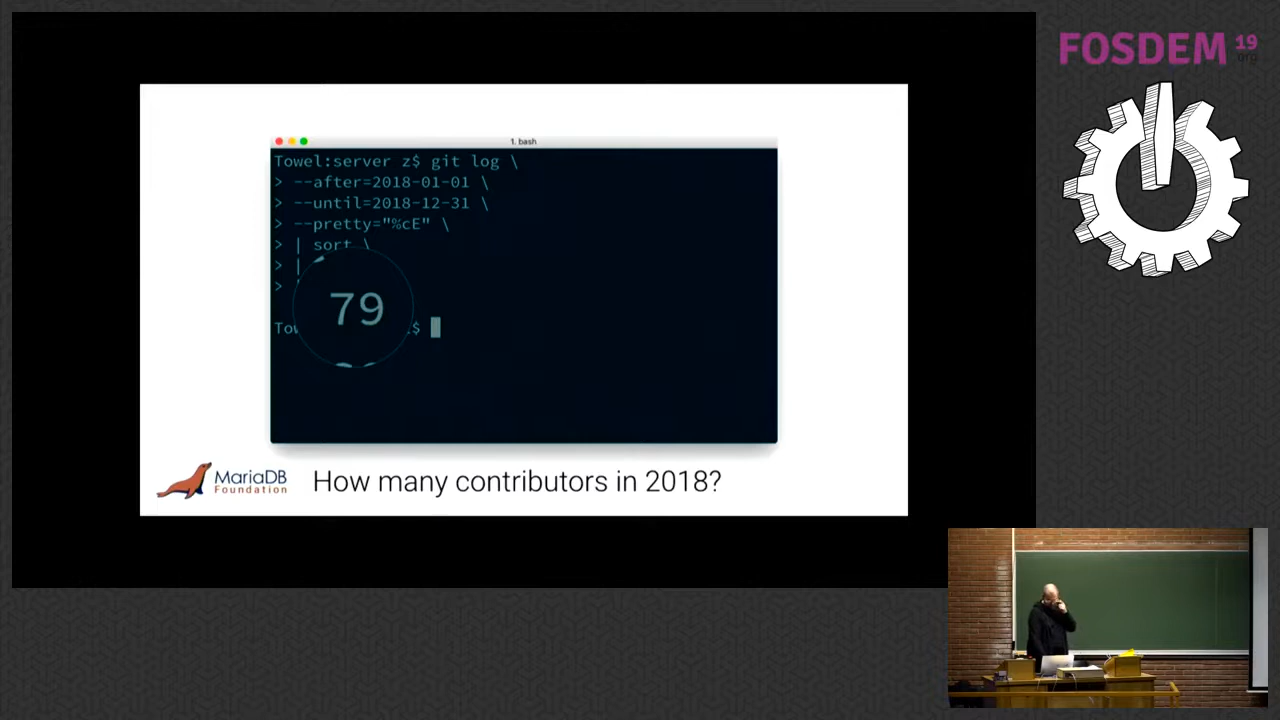 FOSDEM 19
.org
1. bash
Towel:server z$ git log \
> --after=2018-01-01 \
> --until=2018-12-31 \
> --pretty="%cE" \
> | sort \
> |
>
79
$
MariaDB
Foundation
How many contributors in 2018?